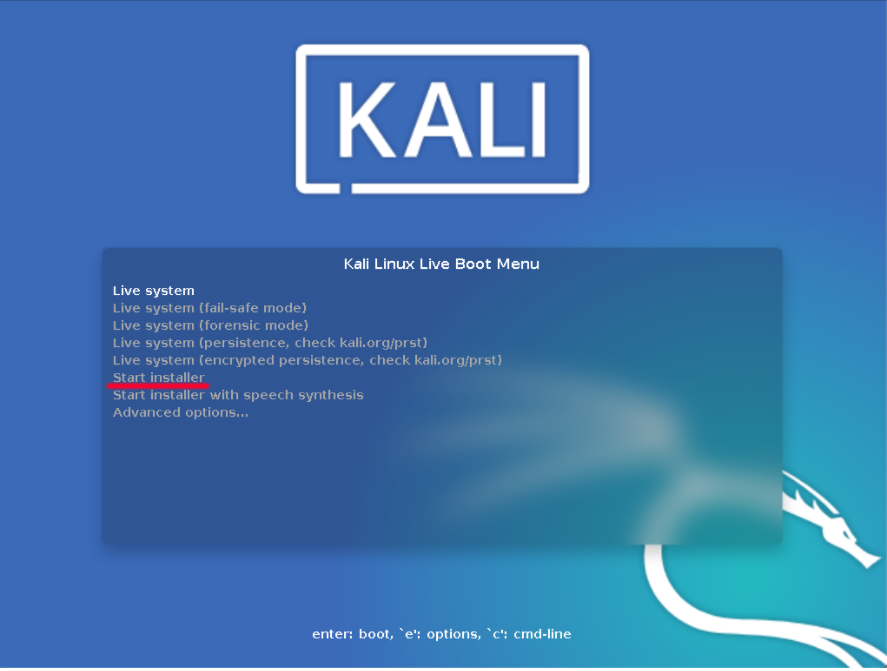 KALI
Kali Linux Live Boot Menu
Live system
Live system (fail-safe mode)
Live system (forensic mode)
Live system (persistence, check kali.org/prst)
Live system (encrypted persistence, check kali.org/prst)
Start installer
Start installer with speech synthesis
Advanced options...
enter: boot, `e': options, `c': cmd-line